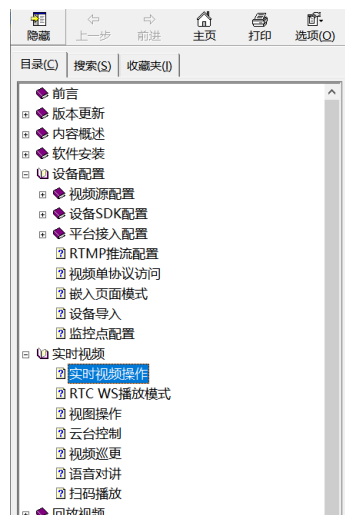 隐藏 上一步 前进 主页 打印 选项(O)
目录(C) 搜索(S) 收藏夹(I)
前言
版本更新
内容概述
软件安装
设备配置
视频源配置
设备SDK配置
平台接入配置
RTMP推流配置
视频单协议访问
嵌入页面模式
设备导入
监控点配置
实时视频
实时视频操作
RTC WS播放模式
视图操作
云台控制
视频巡更
语音对讲
扫码播放
回放视频